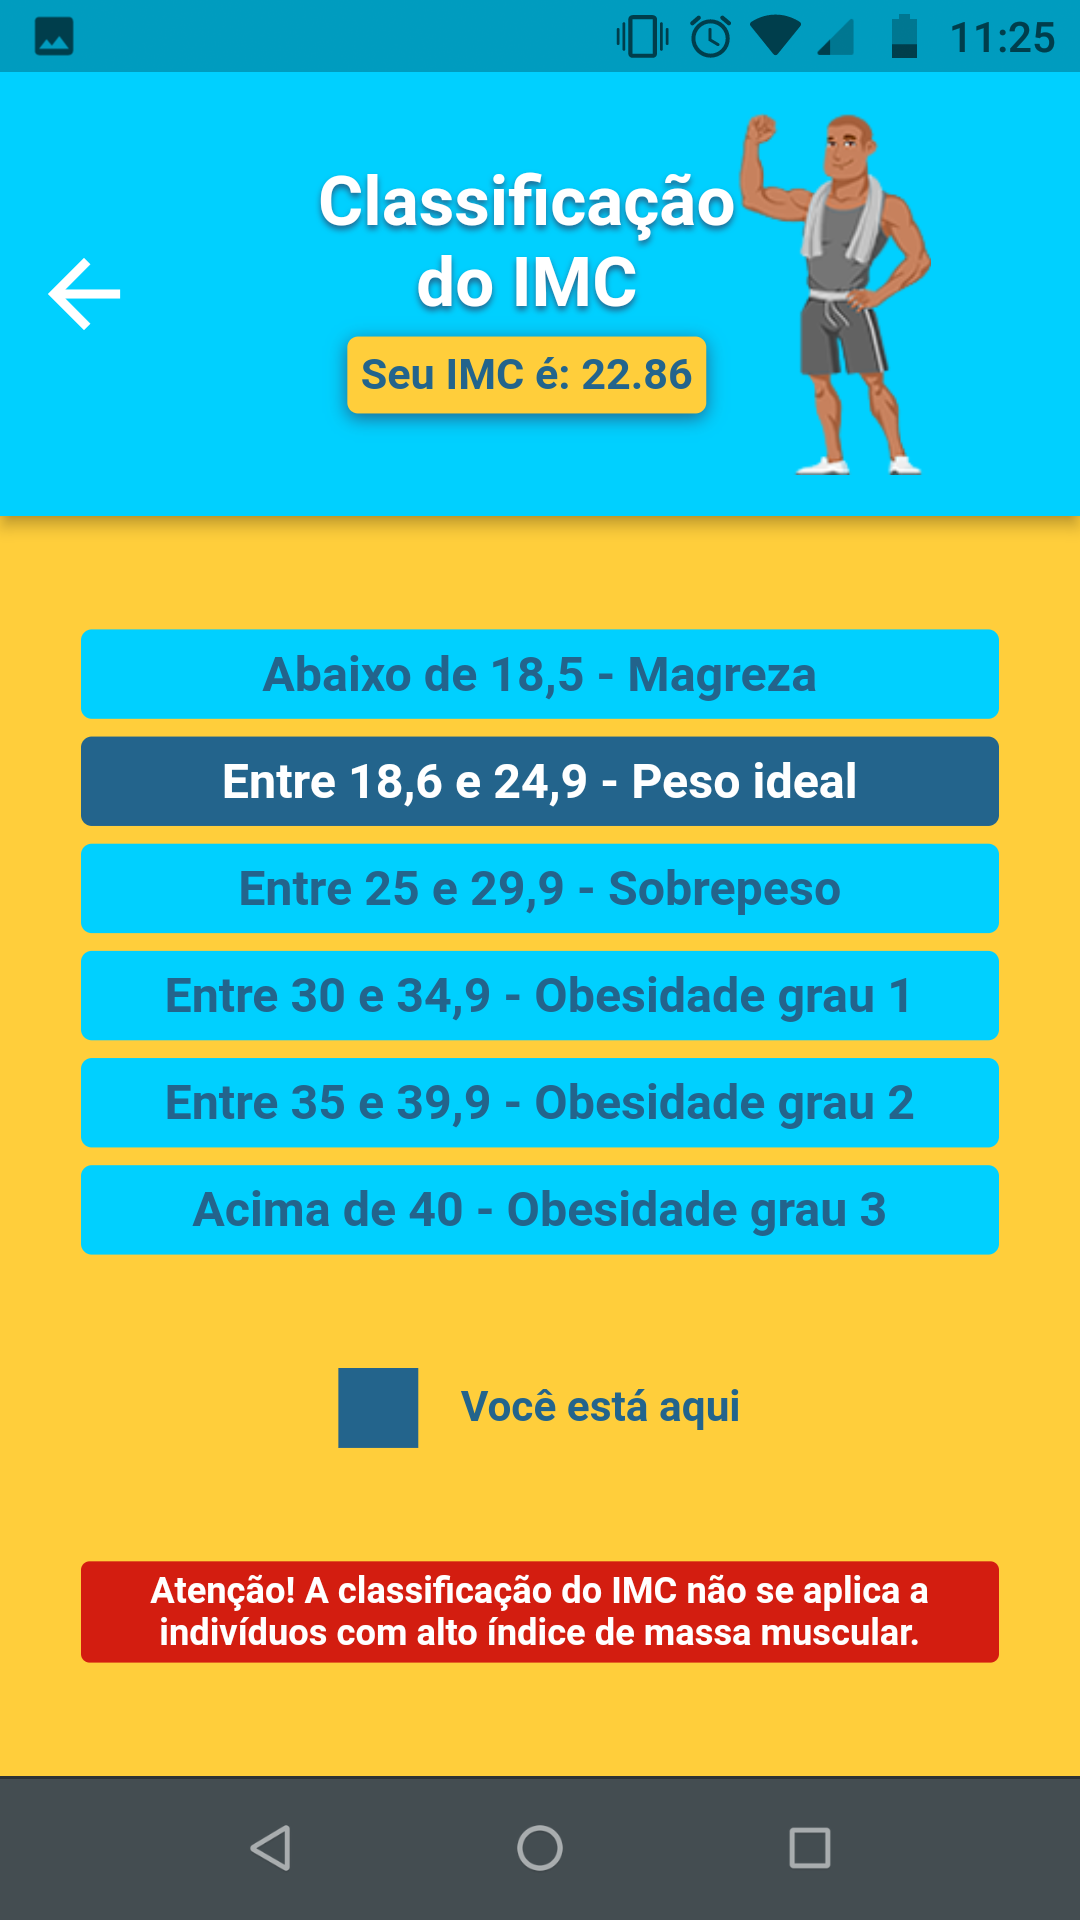 11:25
Classificação
do IMC
Seu IMC é: 22.86
Abaixo de 18,5 - Magreza
Entre 18,6 e 24,9 - Peso ideal
Entre 25 e 29,9 - Sobrepeso
Entre 30 e 34,9 - Obesidade grau 1
Entre 35 e 39,9 - Obesidade grau 2
Acima de 40 - Obesidade grau 3
Você está aqui
Atenção! A classificação do IMC não se aplica a
indivíduos com alto índice de massa muscular.